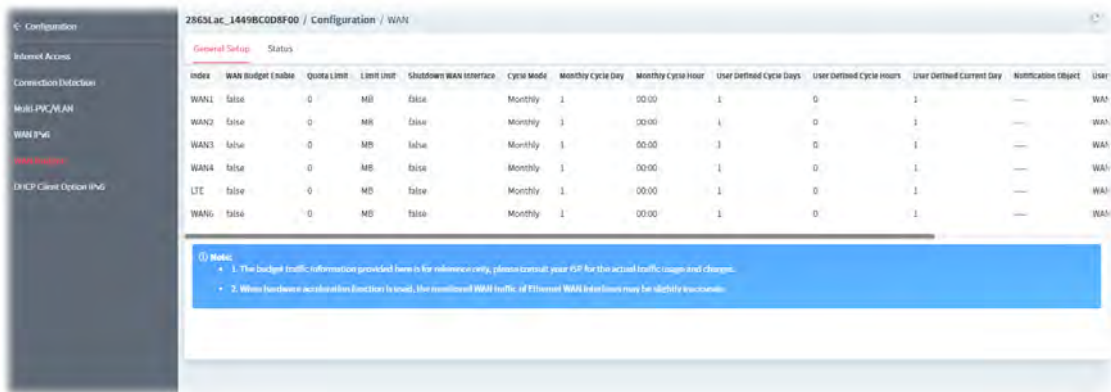 2865Lac_1449BC0D8F00 / Configuration / WAN
← Configuration
Internet Access
Connection Detection
Multi-PVC/VLAN
WAN IPv6
DHCP Client Option IPv6
General Setup Status
Index WAN Budget Enable Quota Limit Limit Unit Shutdown WAN Interface Cycle Mode Monthly Cycle Day Monthly Cycle Hour User Defined Cycle Days User Defined Cycle Hours User Defined Current Day Notification Object User
WAN1 false 0 MB false Monthly 1 00:00 1 0 1 ---- WAN
WAN2 false 0 MB false Monthly 1 00:00 1 0 1 ---- WAN
WAN3 false 0 MB false Monthly 1 00:00 1 0 1 ---- WAN
WAN4 false 0 MB false Monthly 1 00:00 1 0 1 ---- WAN
LTE false 0 MB false Monthly 1 00:00 1 0 1 ---- WAN
WAN6 false 0 MB false Monthly 1 00:00 1 0 1 ---- WAN
Note:
• 1. The budget traffic information provided here is for reference only, please consult your ISP for the actual traffic usage and charges.
• 2. When hardware acceleration function is used, the monitored WAN traffic of Ethernet WAN interfaces may be slightly inaccurate.